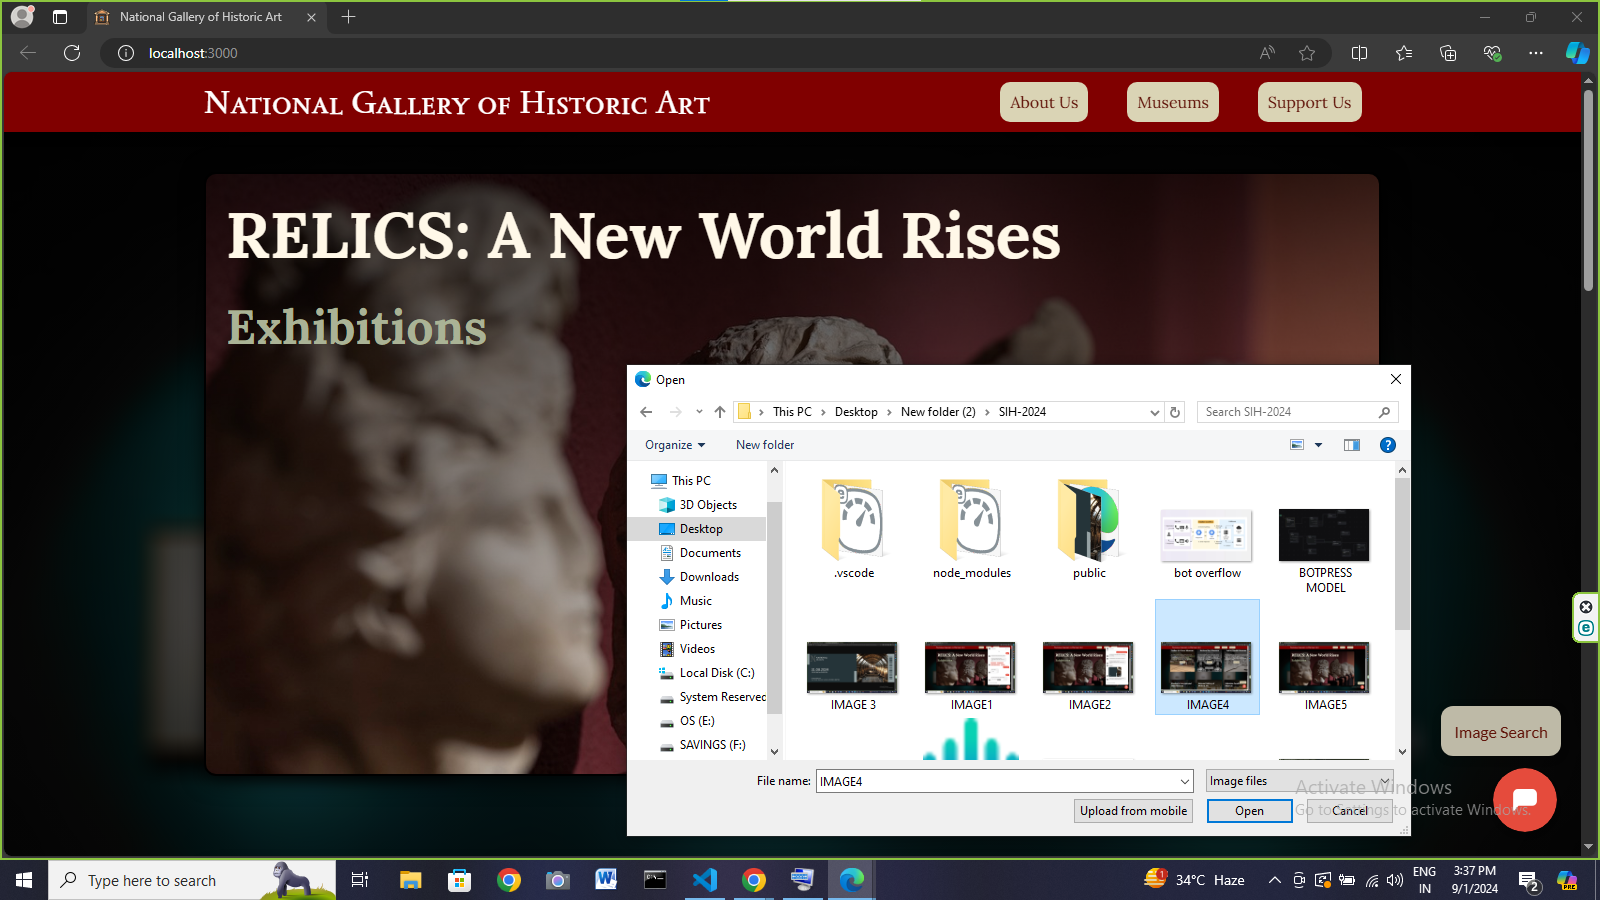 National Gallery of Historic Art
localhost:3000
National Gallery of Historic Art
About Us
Museums
Support Us
RELICS: A New World Rises
Exhibitions
Open
This PC
Desktop
New folder (2)
SIH-2024
Search SIH-2024
Organize
New folder
This PC
3D Objects
Desktop
Documents
Downloads
Music
Pictures
Videos
Local Disk (C:)
System Reserved
OS (E:)
SAVINGS (F:)
.vscode
node_modules
public
bot overflow
BOTPRESS
MODEL
IMAGE 3
IMAGE1
IMAGE2
IMAGE4
IMAGE5
File name:
IMAGE4
Image files
Upload from mobile
Open
Cancel
Image Search
Activate Windows
Go to Settings to activate Windows.
Type here to search
34°C Haze
ENG
IN
3:37 PM
9/1/2024
2